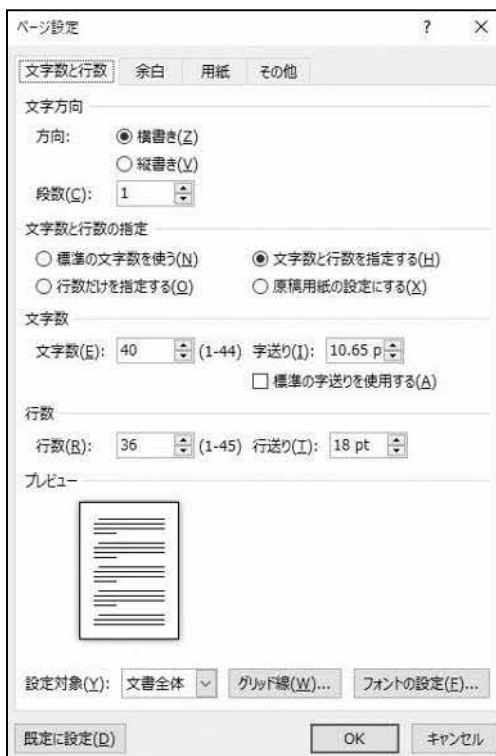 ページ設定 ? ×
文字数と行数 余白 用紙 その他
文字方向
方向: 横書き(Z)
縦書き(V)
段数(C): 1
文字数と行数の指定
標準の文字数を使う(N) 文字数と行数を指定する(H)
行数だけを指定する(O) 原稿用紙の設定にする(X)
文字数
文字数(E): 40 (1-44) 字送り(I): 10.65 p
標準の字送りを使用する(A)
行数
行数(R): 36 (1-45) 行送り(T): 18 pt
プレビュー
設定対象(Y): 文書全体 グリッド線(W)... フォントの設定(F)...
既定に設定(D) OK キャンセル